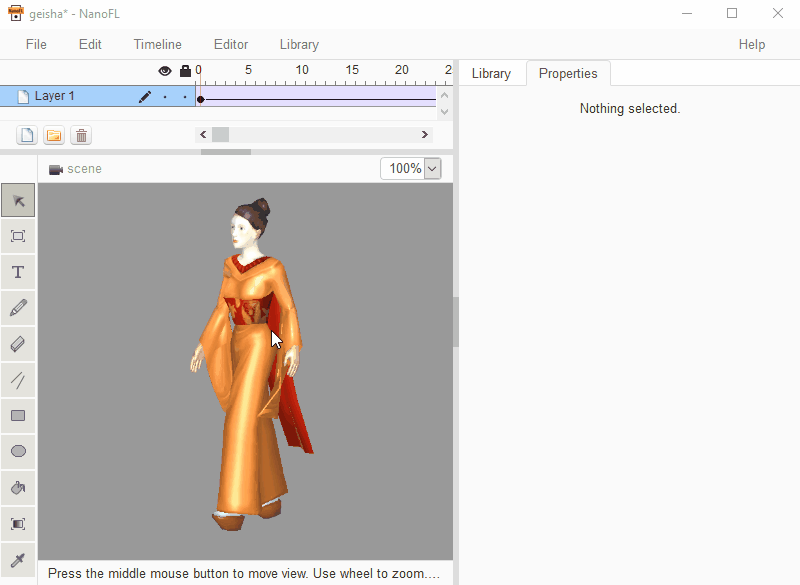 NanoFL geisha* - NanoFL
File Edit Timeline Editor Library Help
0 5 10 15 20 2
Layer 1
Library Properties
Nothing selected.
scene
100%
T
Press the middle mouse button to move view. Use wheel to zoom....